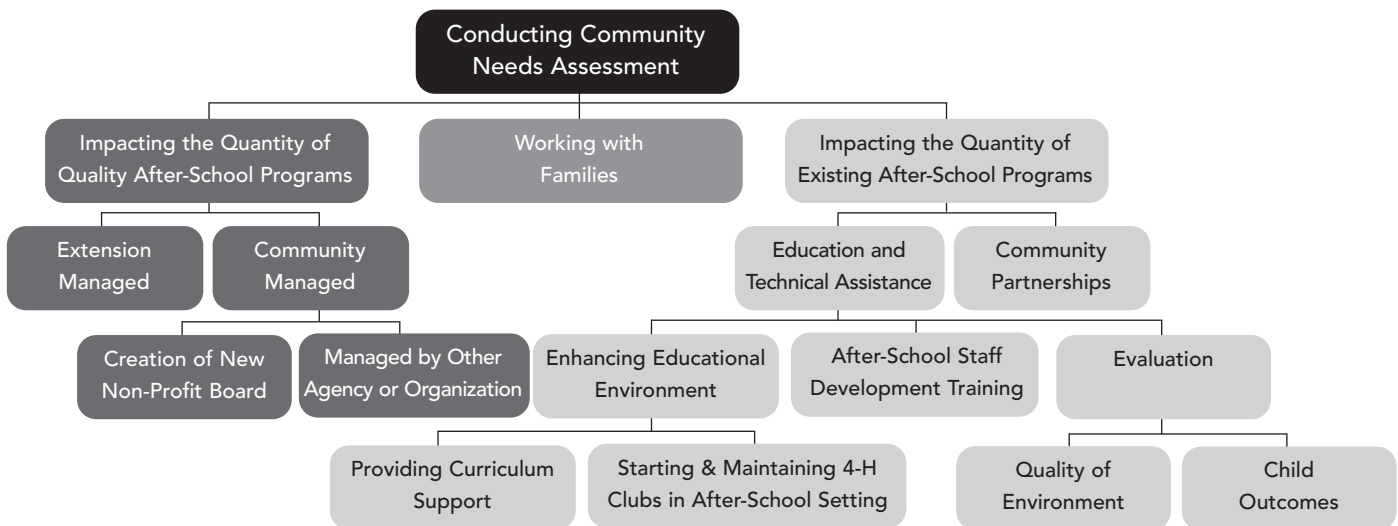 Conducting Community
Needs Assessment
Impacting the Quantity of
Quality After-School Programs
Working with
Families
Impacting the Quantity of
Existing After-School Programs
Extension
Managed
Community
Managed
Education and
Technical Assistance
Community
Partnerships
Creation of New
Non-Profit Board
Managed by Other
Agency or Organization
Enhancing Educational
Environment
After-School Staff
Development Training
Evaluation
Providing Curriculum
Support
Starting & Maintaining 4-H
Clubs in After-School Setting
Quality of
Environment
Child
Outcomes